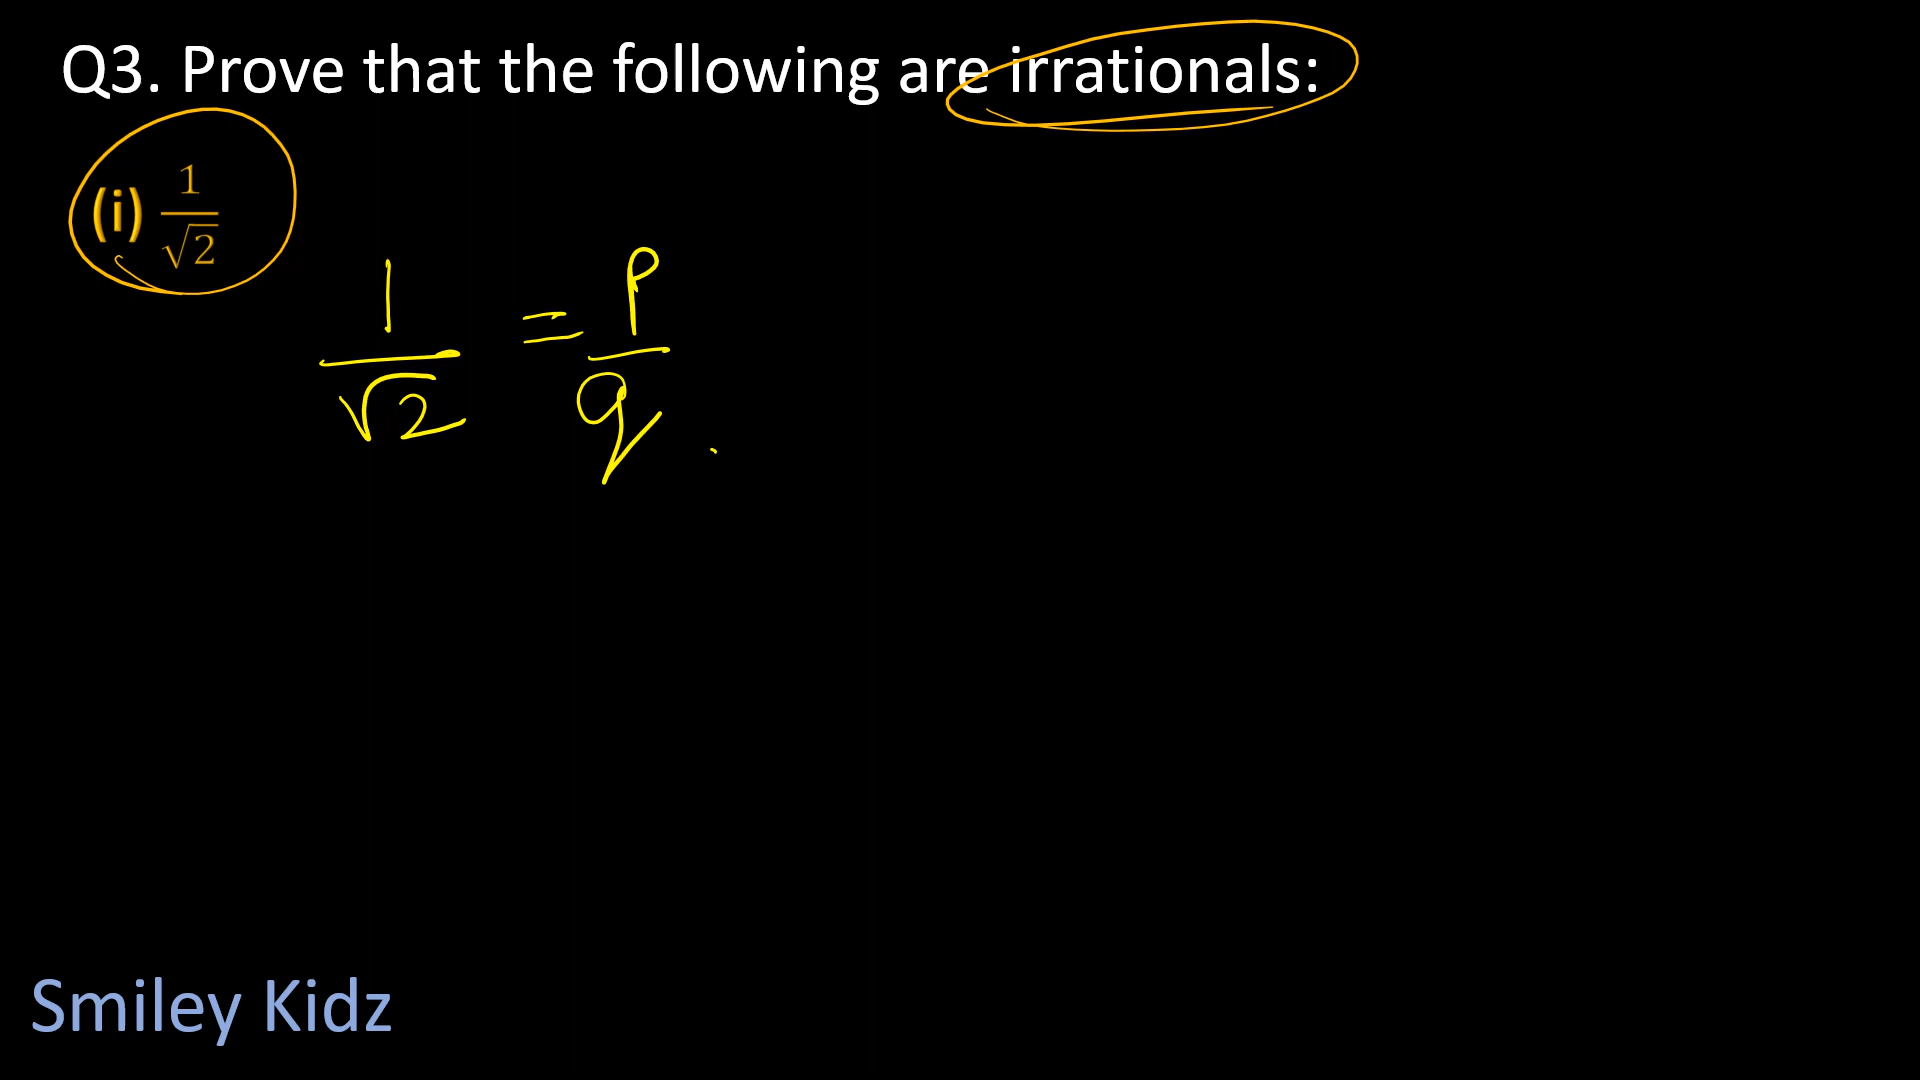 Q3. Prove that the following are irrationals:
(i) 1/√2
1/√2 = p/q
Smiley Kidz